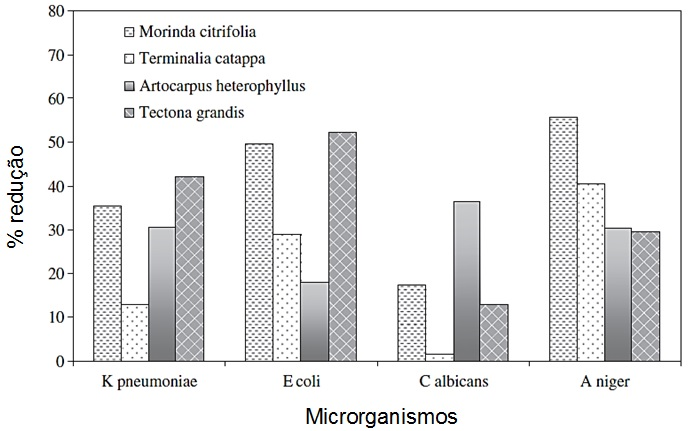 80
70
60
50
40
30
20
10
0
% redução
Morinda citrifolia
Terminalia catappa
Artocarpus heterophyllus
Tectona grandis
K pneumoniae
E coli
C albicans
A niger
Microrganismos